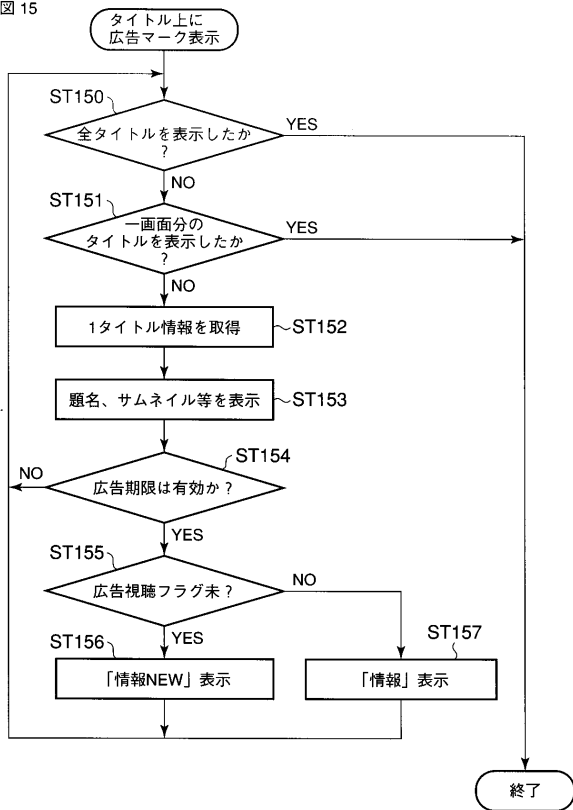 図 15
タイトル上に
広告マーク表示
ST150
全タイトルを表示したか
?
YES
NO
ST151
一画面分の
タイトルを表示したか
?
YES
NO
1タイトル情報を取得
ST152
題名、サムネイル等を表示
ST153
ST154
NO
広告期限は有効か?
YES
ST155
広告視聴フラグ未?
NO
YES
ST156
「情報NEW」表示
ST157
「情報」表示
終了